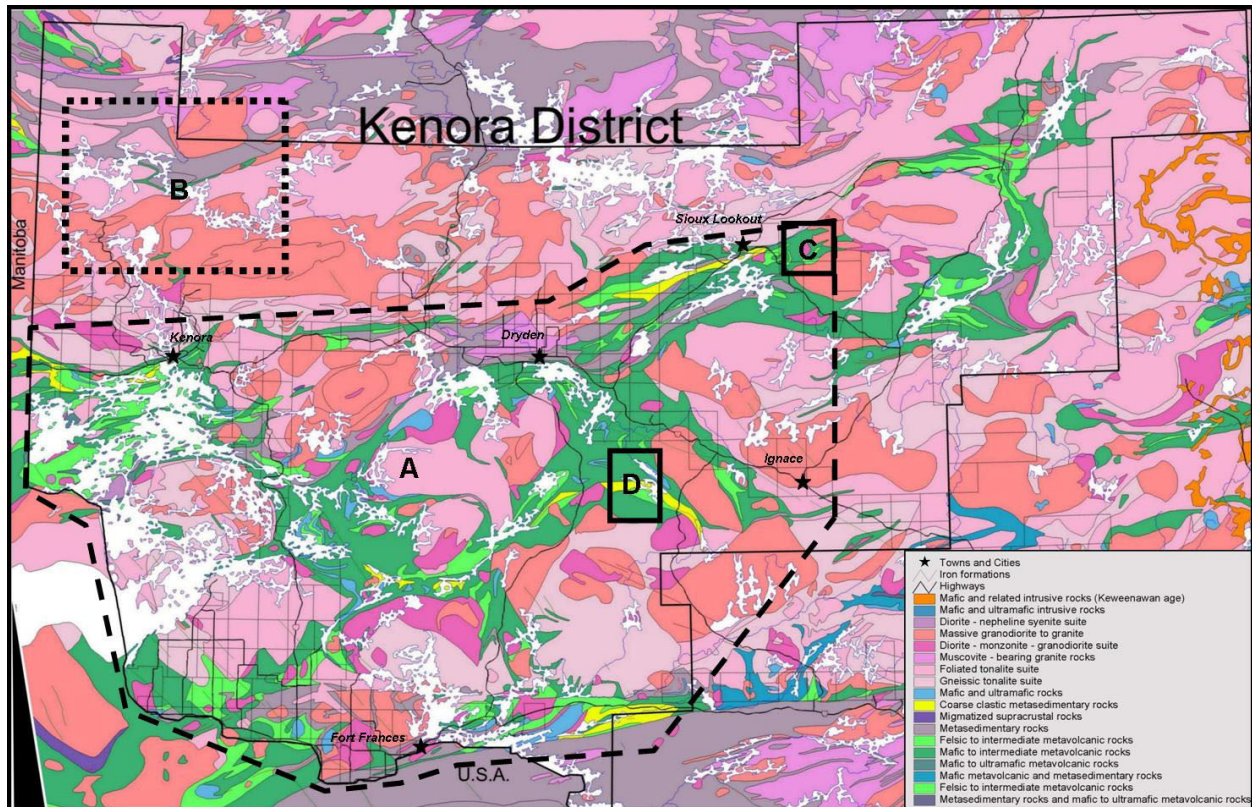 Kenora District
B
Sioux Lookout
C
Manitoba
Kenora
Dryden
A
D
Ignace
Fort Frances
U.S.A.
Towns and Cities
Iron formations
Highways
Mafic and related intrusive rocks (Keweenawan age)
Mafic and ultramafic intrusive rocks
Diorite - nepheline syenite suite
Massive granodiorite to granite
Diorite - monzonite - granodiorite suite
Muscovite - bearing granite rocks
Foliated tonalite suite
Gneissic tonalite suite
Mafic and ultramafic rocks
Coarse clastic metasedimentary rocks
Migmatized supracrustal rocks
Metasedimentary rocks
Felsic to intermediate metavolcanic rocks
Mafic to intermediate metavolcanic rocks
Mafic to ultramafic metavolcanic rocks
Mafic metavolcanic and metasedimentary rocks
Felsic to intermediate metavolcanic rocks
Metasedimentary rocks and mafic to ultramafic metavolcanic rocks